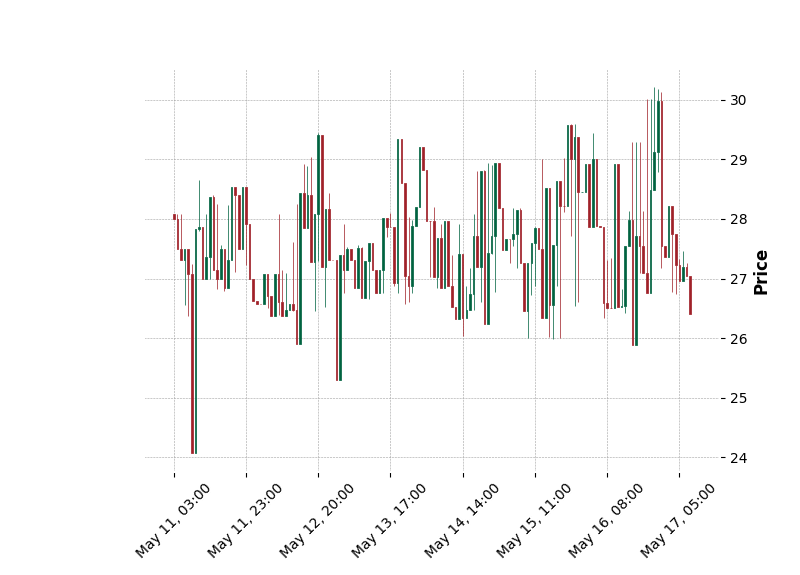 30
29
28
27
26
25
24
Price
May 11, 03:00
May 11, 23:00
May 12, 20:00
May 13, 17:00
May 14, 14:00
May 15, 11:00
May 16, 08:00
May 17, 05:00